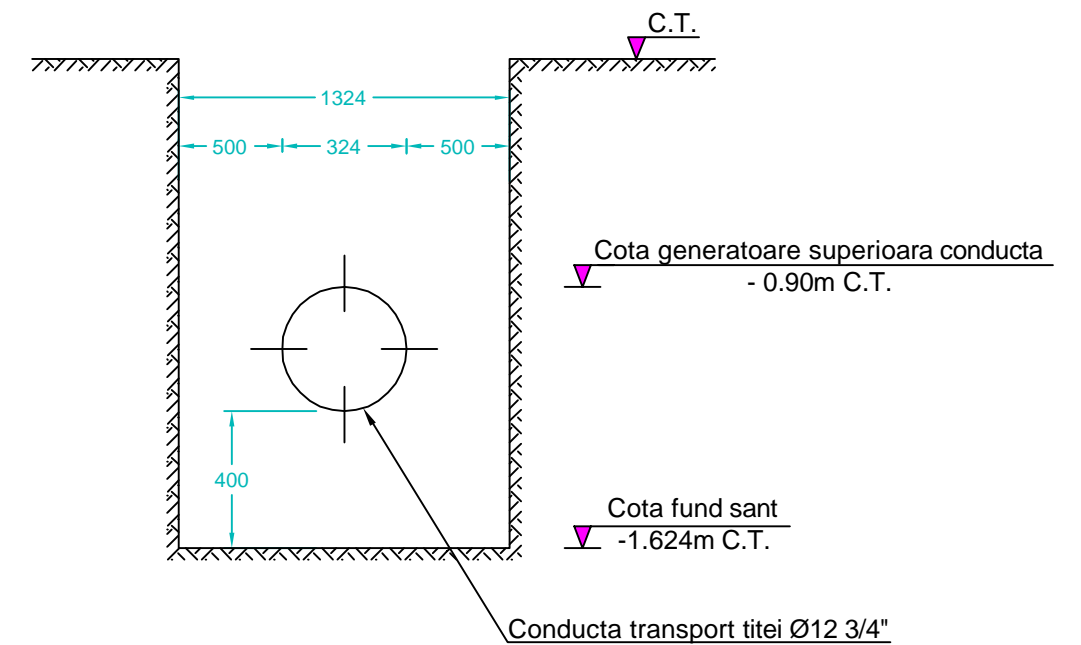 C.T.
1324
500
324
500
Cota generatoare superioara conducta
- 0.90m C.T.
400
Cota fund sant
-1.624m C.T.
Conducta transport titei Ø12 3/4"